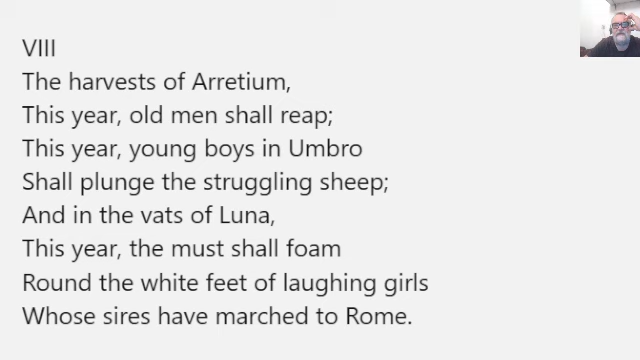 VIII
The harvests of Arretium,
This year, old men shall reap;
This year, young boys in Umbro
Shall plunge the struggling sheep;
And in the vats of Luna,
This year, the must shall foam
Round the white feet of laughing girls
Whose sires have marched to Rome.